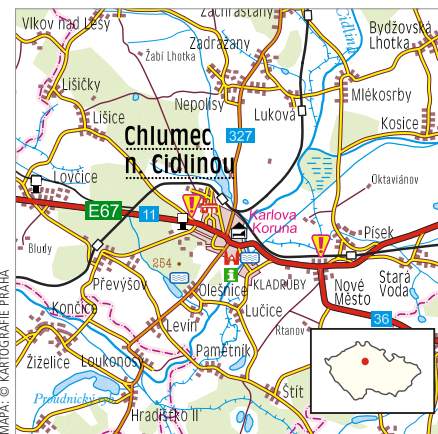 Vlkov nad Lesy
Zachrašťany
Zadražany
Žabí Lhotka
Cidlina
Bydžovská
Lhotka
Lišičky
Nepolisy
Luková
Mlékosrby
Lišice
Kosice
Chlumec
n. Cidlinou
327
Lovčice
Oktaviánov
E67
11
Karlova
Koruna
Písek
Bludy
254
Převýšov
Olešnice
KLADRUBY
Nové
Město
Stará
Voda
Končice
Levín
Lučice
Rtanov
36
Žiželice
Loukonosy
Pamětník
Proudnický ryb.
Štít
Hradišťko II
MAPA: © KARTOGRAFIE PRAHA